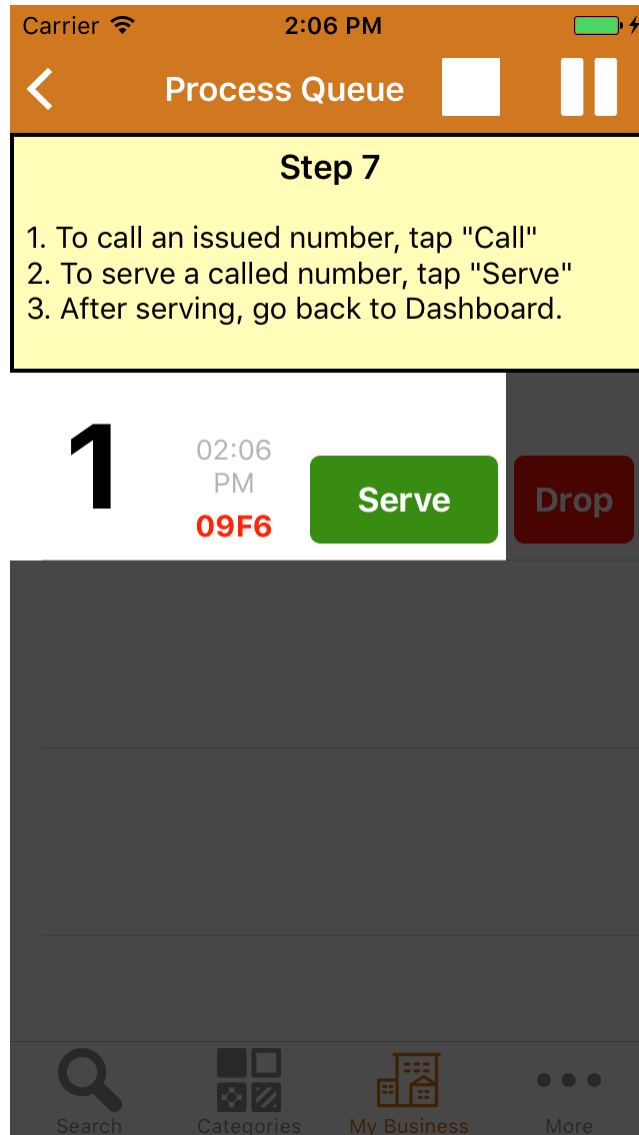 Carrier
2:06 PM
Process Queue
Step 7
1. To call an issued number, tap "Call"
2. To serve a called number, tap "Serve"
3. After serving, go back to Dashboard.
1
02:06
PM
09F6
Serve
Drop
Search
Categories
My Business
More